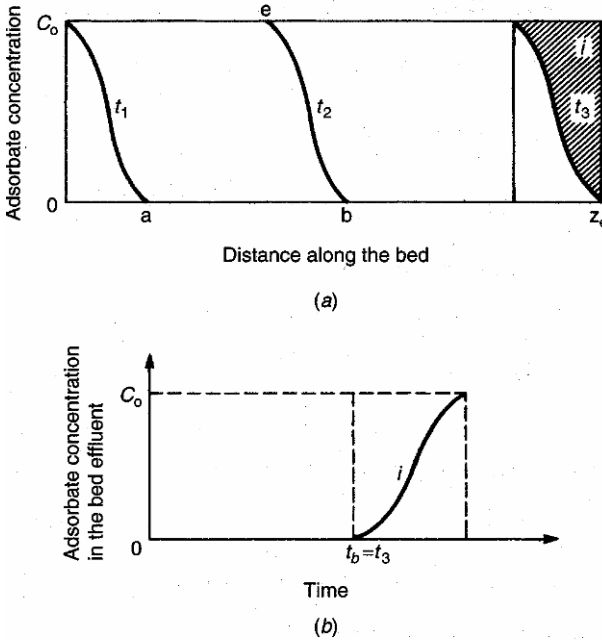 Adsorbate concentration
C₀
e
t₁
t₂
i
t₃
0
a
b
Distance along the bed
(a)
Adsorbate concentration
in the bed effluent
C₀
i
0
t_b = t₃
Time
(b)